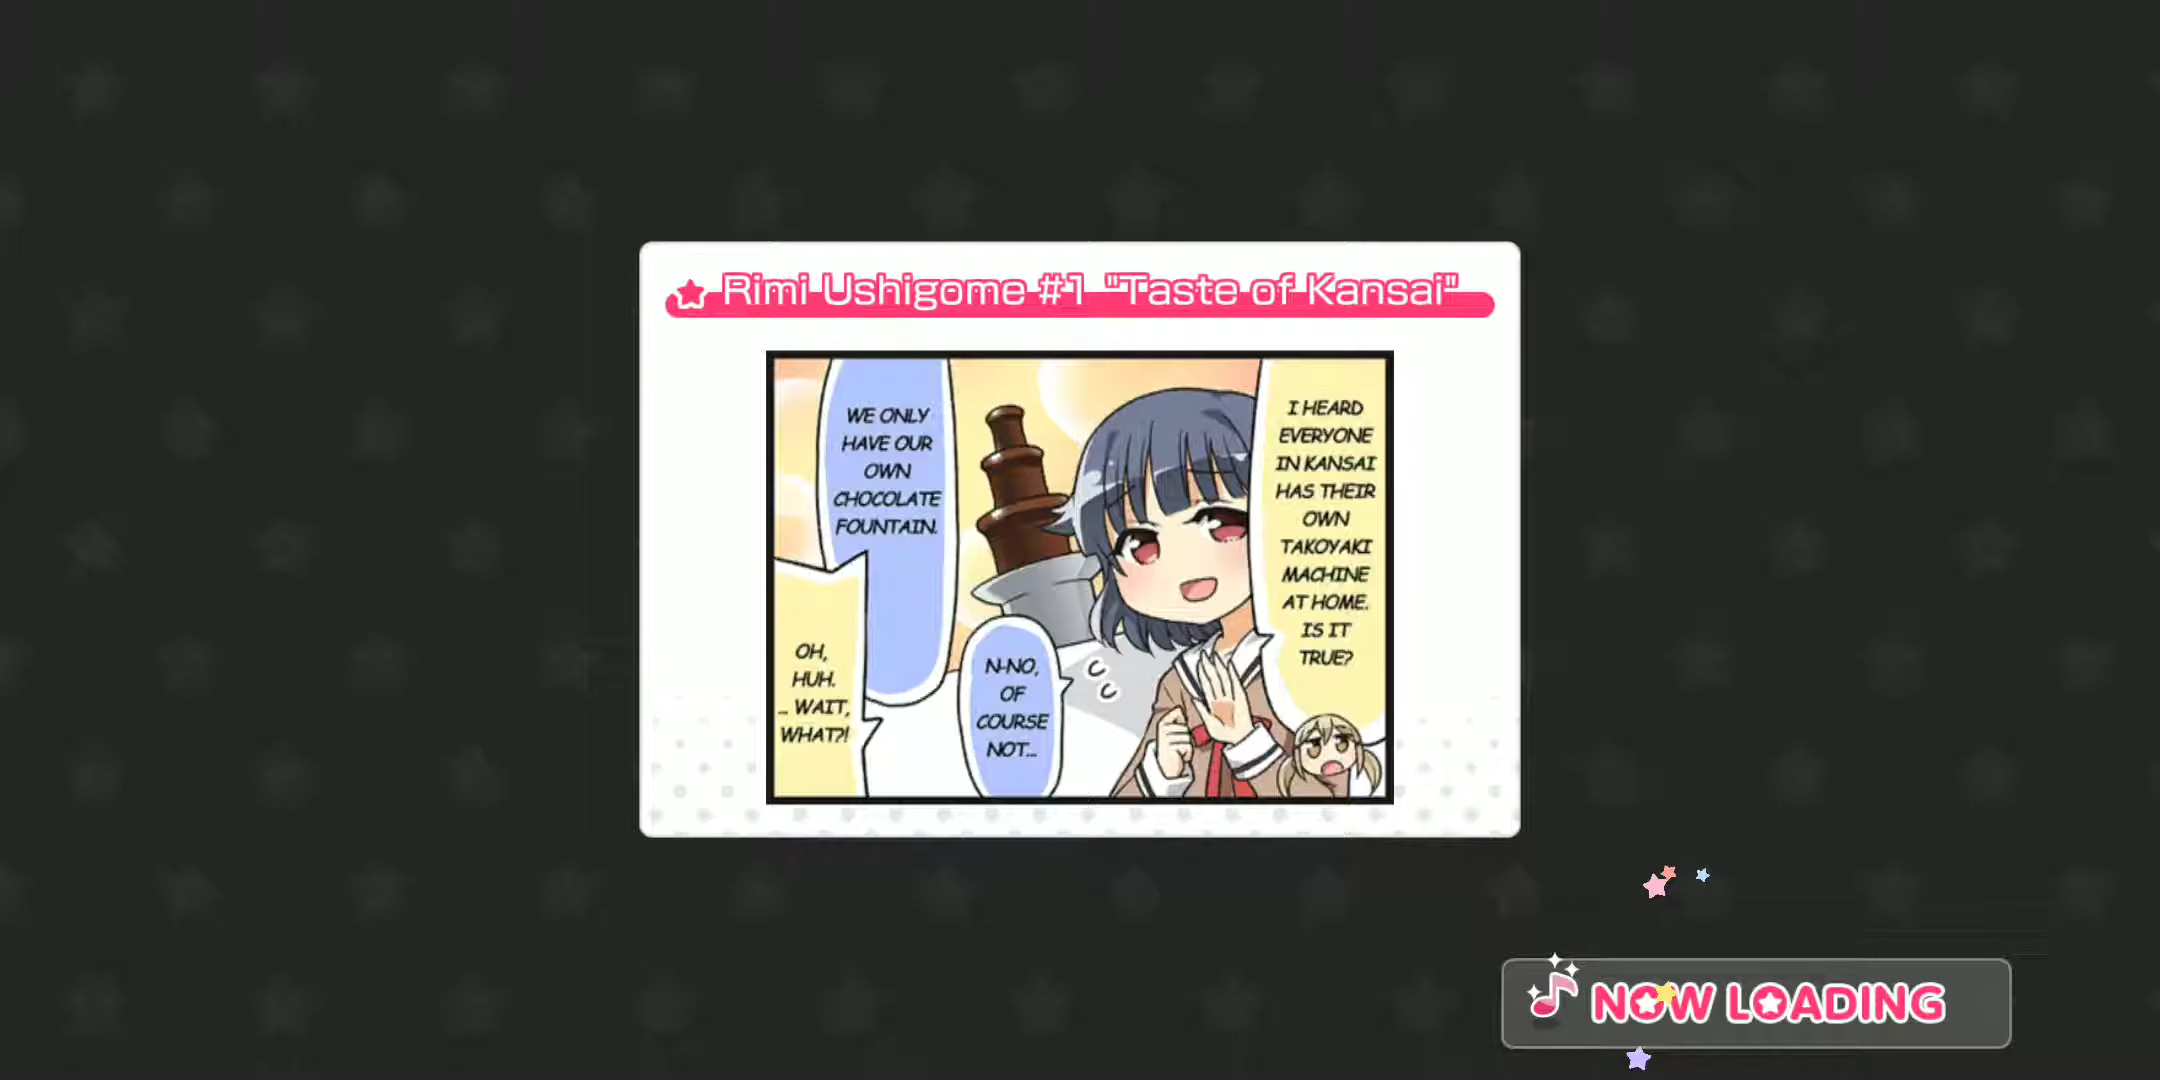 Rimi Ushigome #1 "Taste of Kansai"
I HEARD
EVERYONE
IN KANSAI
HAS THEIR
OWN
TAKOYAKI
MACHINE
AT HOME.
IS IT
TRUE?
N-NO,
OF
COURSE
NOT...
WE ONLY
HAVE OUR
OWN
CHOCOLATE
FOUNTAIN.
OH,
HUH.
... WAIT,
WHAT?!
NOW LOADING